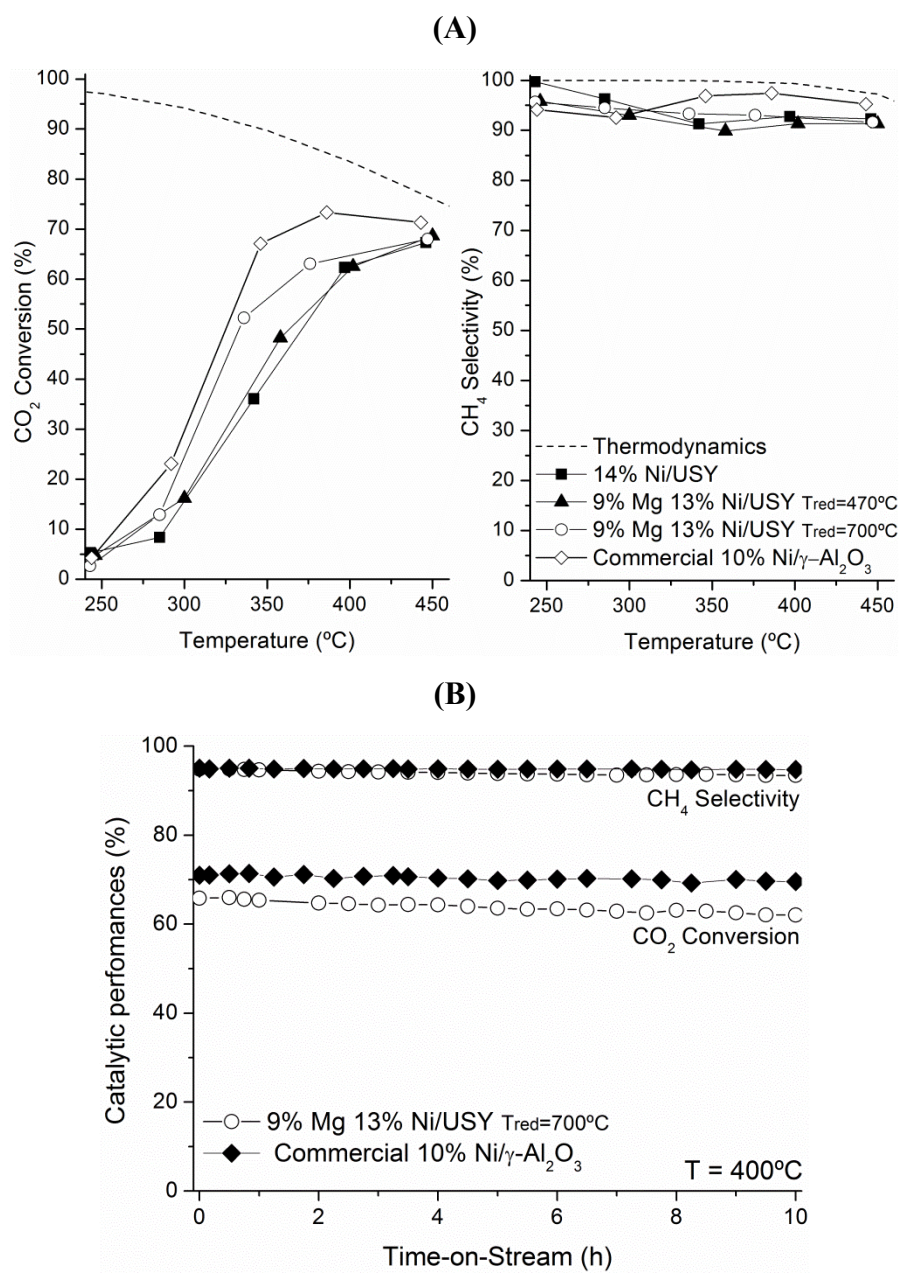 (A)
100
90
80
70
60
50
40
30
20
10
0
CO₂ Conversion (%)
250 300 350 400 450
Temperature (ºC)
100
90
80
70
60
50
40
30
20
10
0
CH₄ Selectivity (%)
Thermodynamics
14% Ni/USY
9% Mg 13% Ni/USY Tred=470ºC
9% Mg 13% Ni/USY Tred=700ºC
Commercial 10% Ni/γ–Al₂O₃
250 300 350 400 450
Temperature (ºC)
(B)
100
80
60
40
20
0
Catalytic perfomances (%)
CH₄ Selectivity
CO₂ Conversion
9% Mg 13% Ni/USY Tred=700ºC
Commercial 10% Ni/γ-Al₂O₃
T = 400ºC
0 2 4 6 8 10
Time-on-Stream (h)